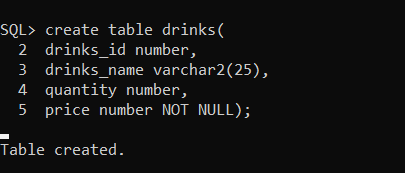 SQL> create table drinks(
  2  drinks_id number,
  3  drinks_name varchar2(25),
  4  quantity number,
  5  price number NOT NULL);
Table created.